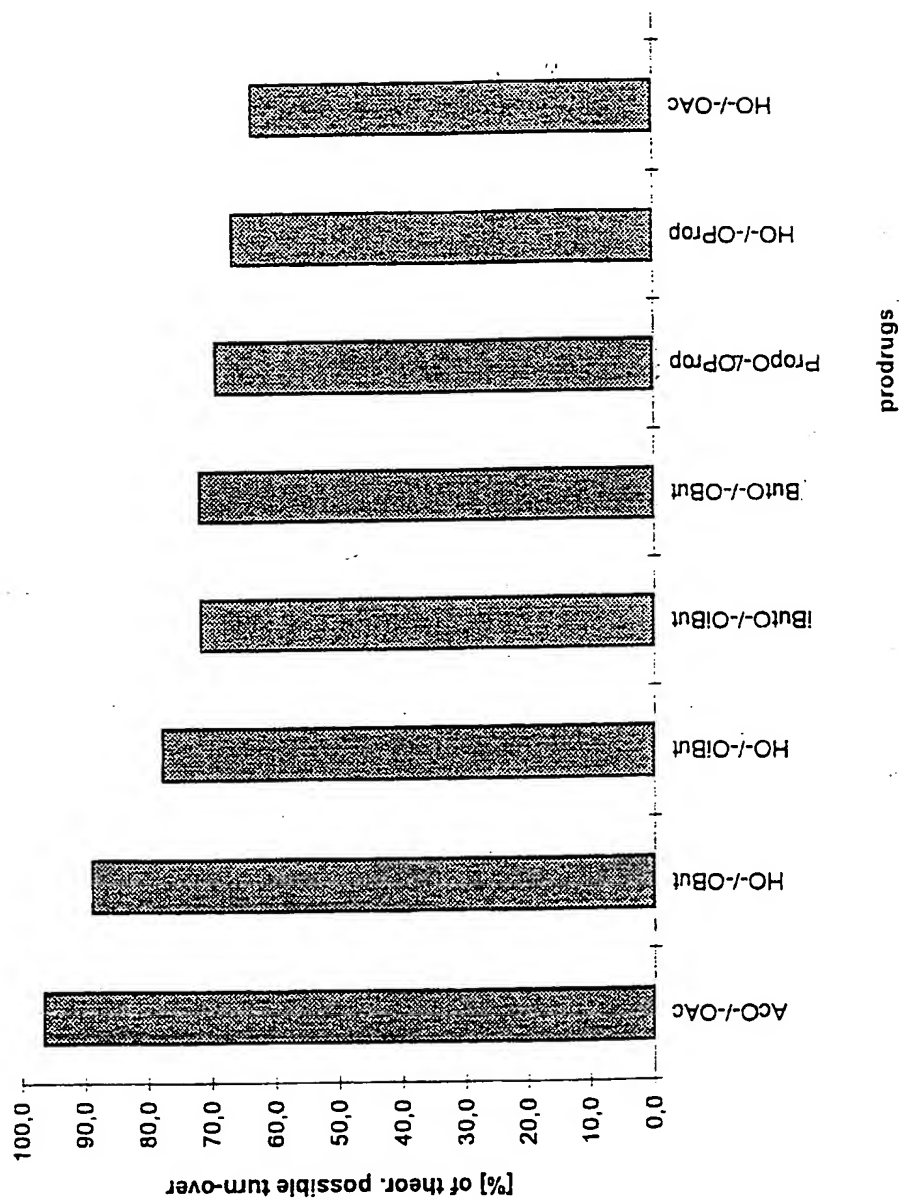 [%] of theor. possible turn-over
100,0
90,0
80,0
70,0
60,0
50,0
40,0
30,0
20,0
10,0
0,0
AcO-/-OAc
HO-/-OBut
HO-/-OiBut
iButO-/-OiBut
ButO-/-OBut
PropO-/-OProp
HO-/-OProp
HO-/-OAc
prodrugs